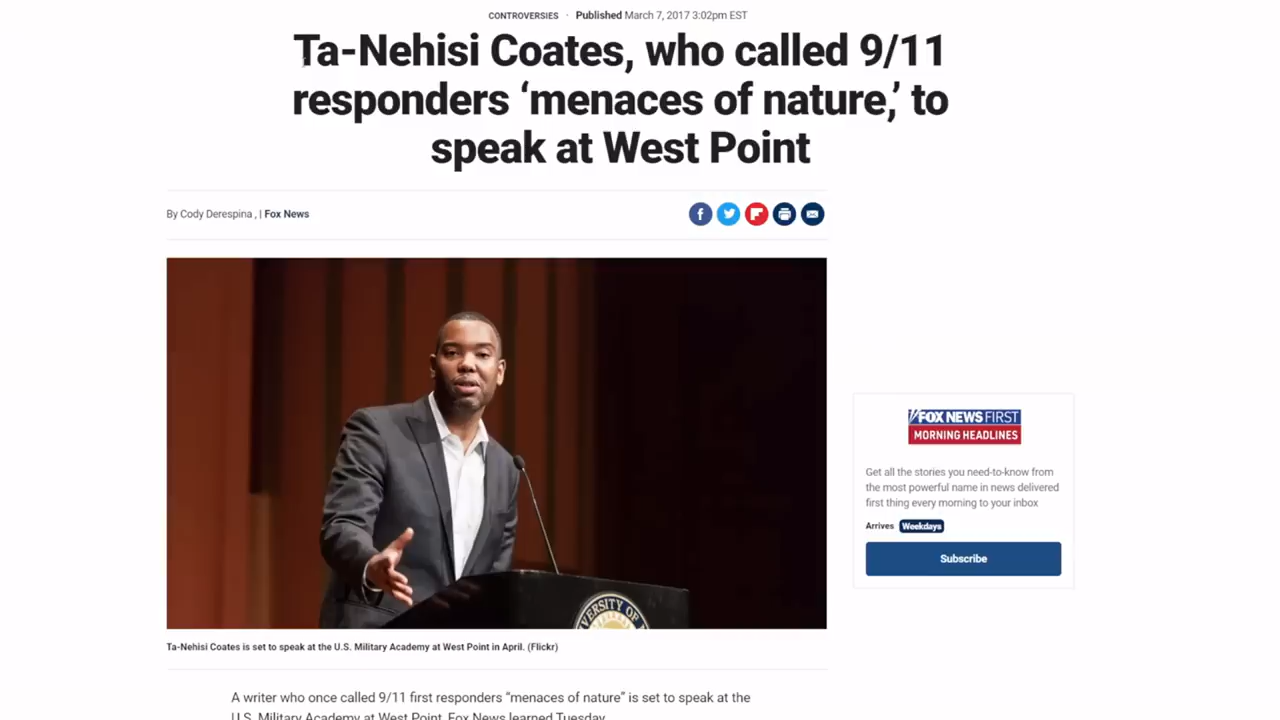 CONTROVERSIES · Published March 7, 2017 3:02pm EST
Ta-Nehisi Coates, who called 9/11
responders ‘menaces of nature,’ to
speak at West Point
By Cody Derespina , | Fox News
FOX NEWS FIRST
MORNING HEADLINES
Get all the stories you need-to-know from
the most powerful name in news delivered
first thing every morning to your inbox
Arrives Weekdays
Subscribe
ERSITY OF
Ta-Nehisi Coates is set to speak at the U.S. Military Academy at West Point in April. (Flickr)
A writer who once called 9/11 first responders “menaces of nature” is set to speak at the
U.S. Military Academy at West Point, Fox News learned Tuesday.